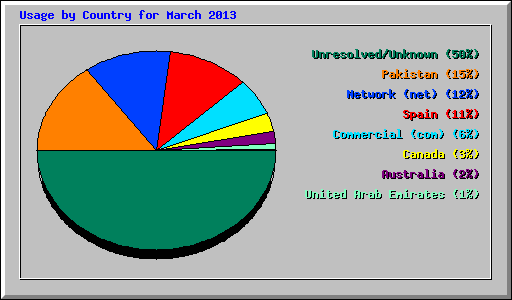 Usage by Country for March 2013
Unresolved/Unknown (50%)
Pakistan (15%)
Network (net) (12%)
Spain (11%)
Commercial (com) (6%)
Canada (3%)
Australia (2%)
United Arab Emirates (1%)